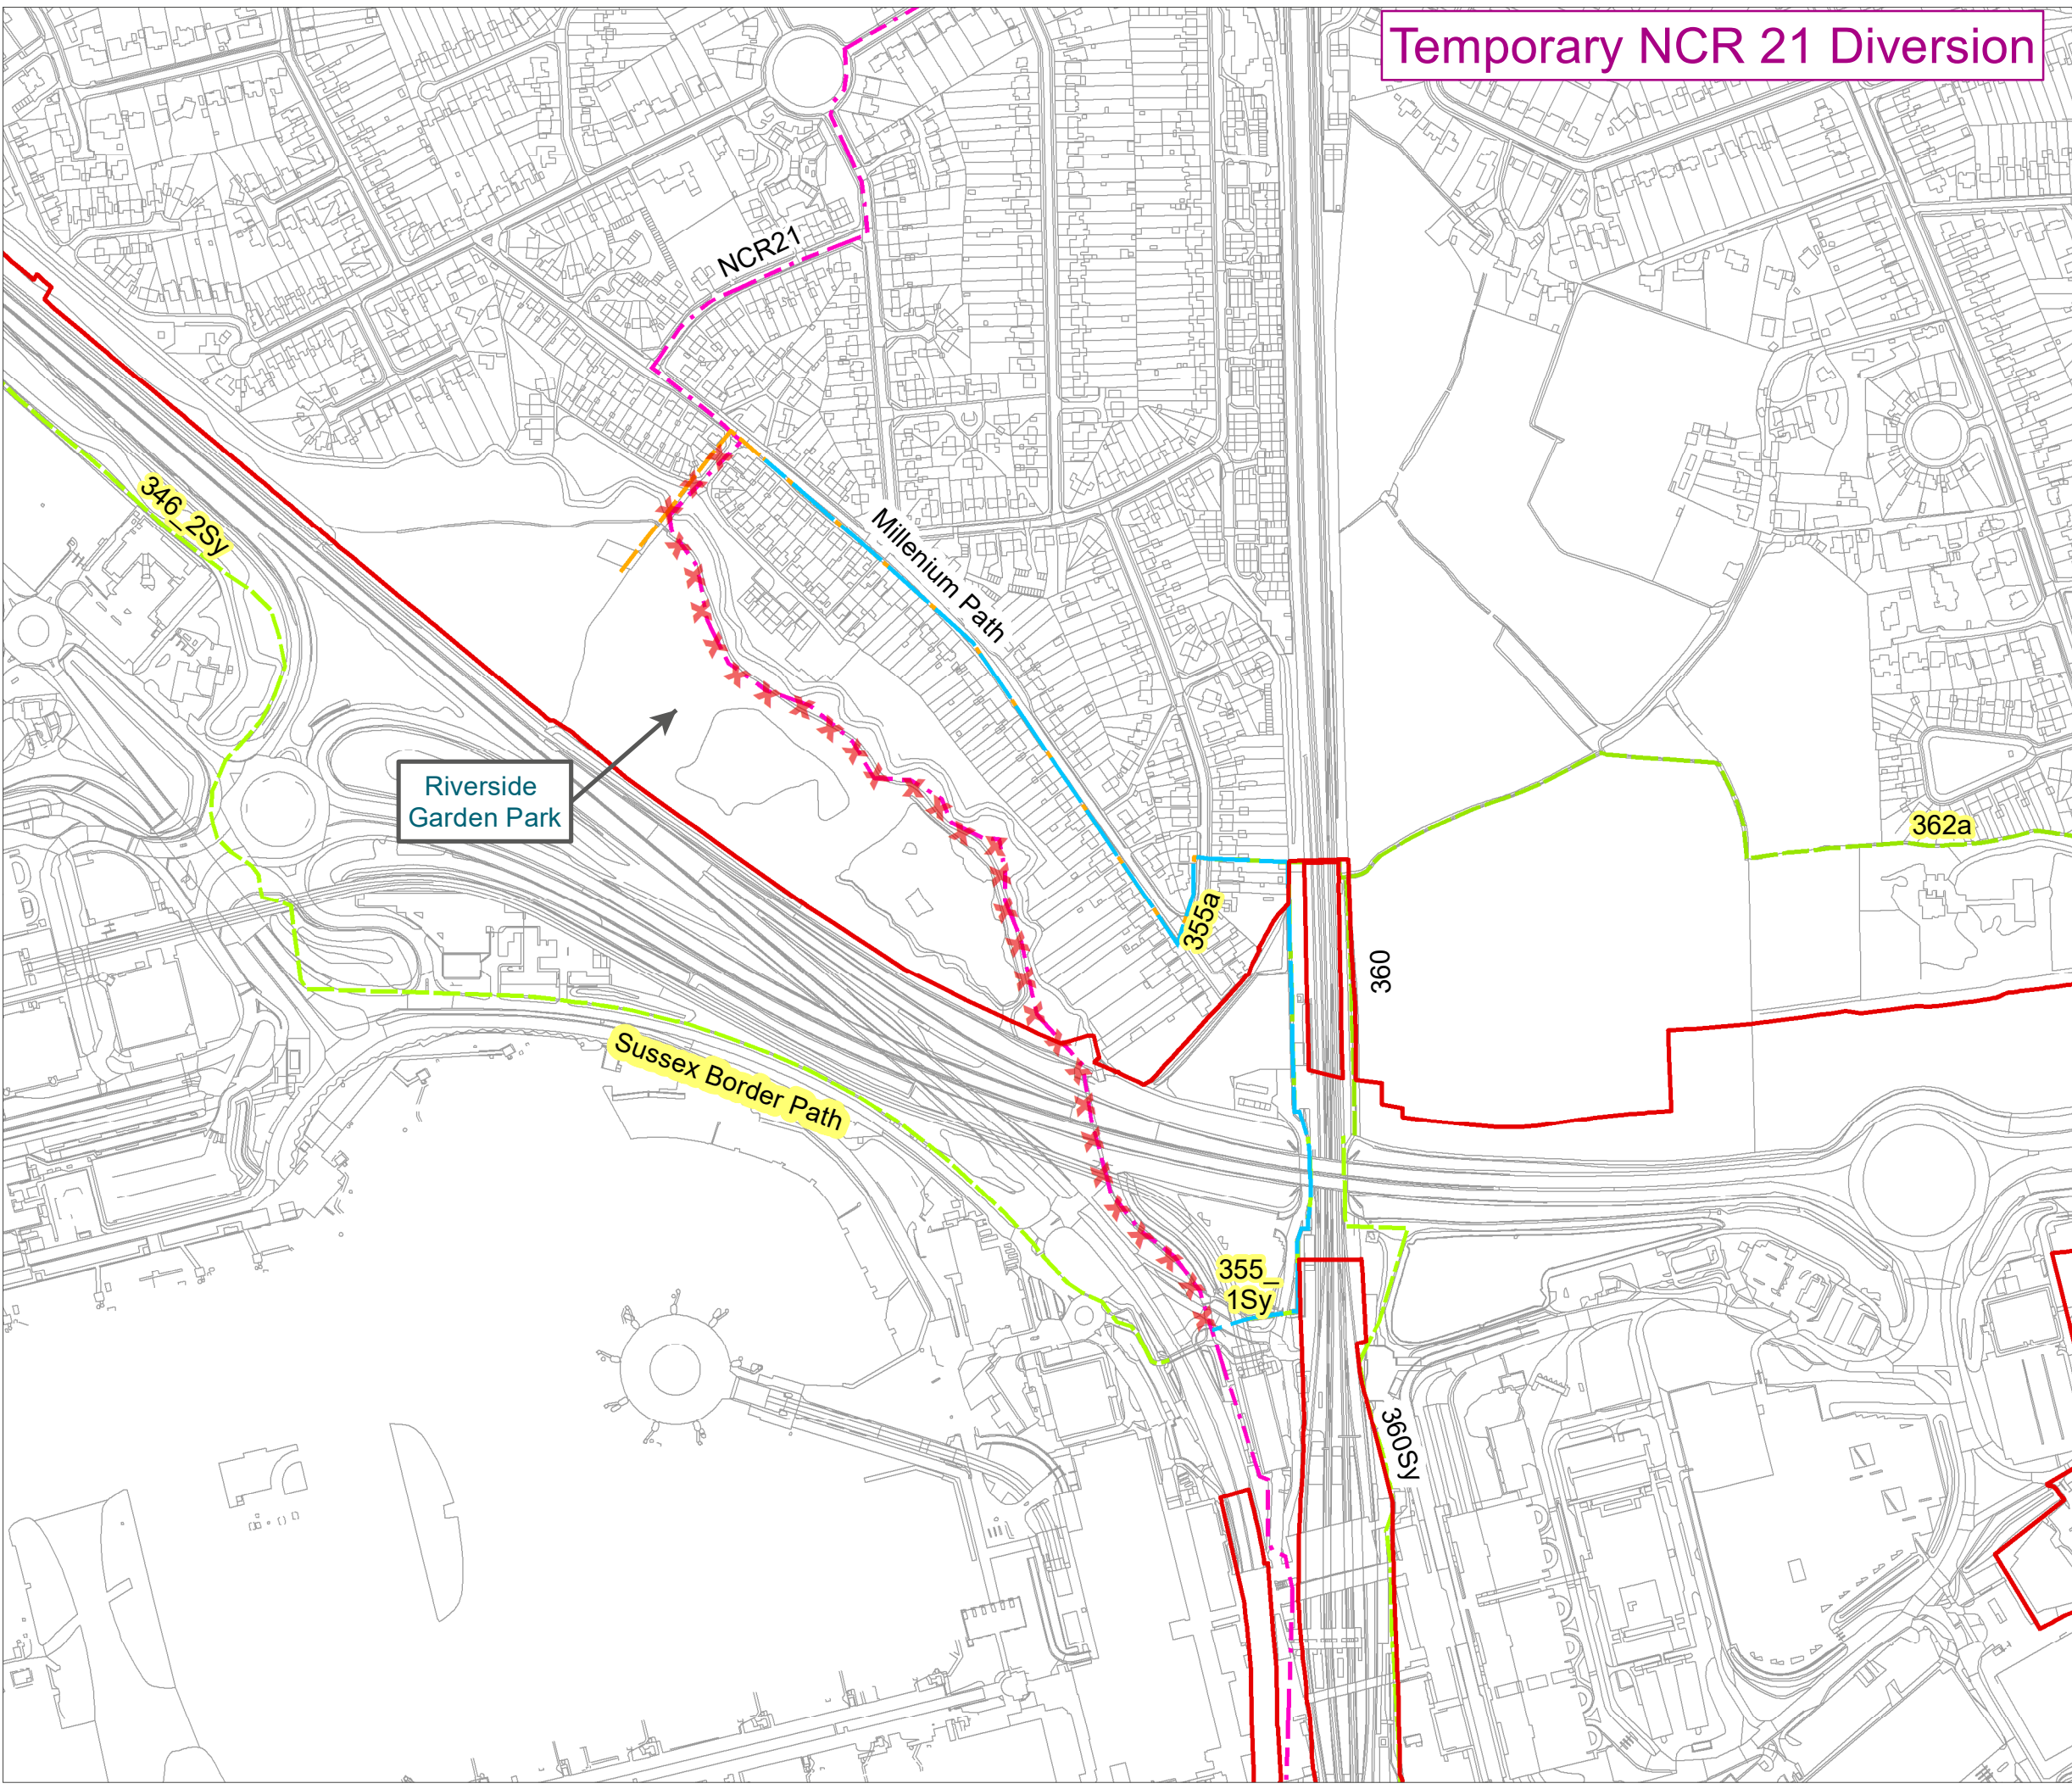 Temporary NCR 21 Diversion
NCR21
346_2Sy
Millenium Path
Riverside
Garden Park
362a
355a
360
Sussex Border Path
355_
1Sy
360Sy